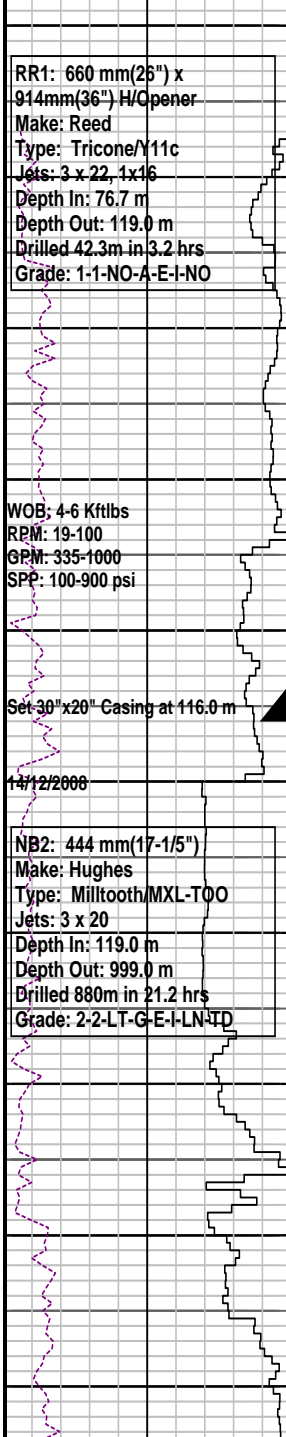 RR1: 660 mm(26") x
914mm(36") H/Opener
Make: Reed
Type: Tricone/Y11c
Jets: 3 x 22, 1x16
Depth In: 76.7 m
Depth Out: 119.0 m
Drilled 42.3m in 3.2 hrs
Grade: 1-1-NO-A-E-I-NO
WOB: 4-6 Kftlbs
RPM: 19-100
GPM: 335-1000
SPP: 100-900 psi
Set 30"x20" Casing at 116.0 m
14/12/2008
NB2: 444 mm(17-1/5")
Make: Hughes
Type: Milltooth/MXL-TOO
Jets: 3 x 20
Depth In: 119.0 m
Depth Out: 999.0 m
Drilled 880m in 21.2 hrs
Grade: 2-2-LT-G-E-I-LN-TD